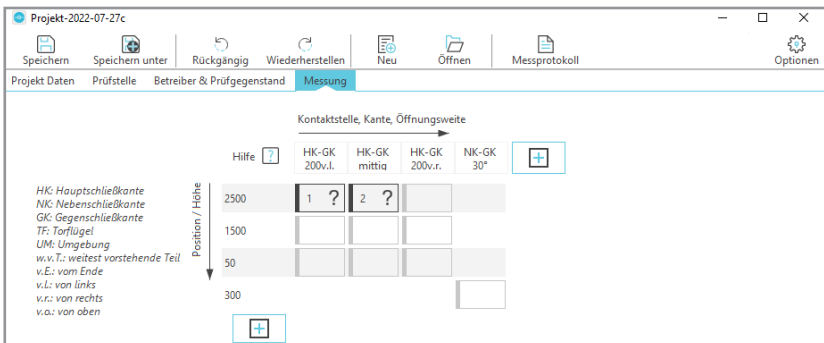 Projekt-2022-07-27c
Speichern Speichern unter Rückgängig Wiederherstellen Neu Öffnen Messprotokoll Optionen
Projekt Daten Prüfstelle Betreiber & Prüfgegenstand Messung
Kontaktstelle, Kante, Öffnungsweite
Hilfe ? HK-GK HK-GK HK-GK NK-GK
200v.l. mittig 200v.r. 30°
HK: Hauptschließkante
NK: Nebenschließkante
GK: Gegenschließkante
TF: Torflügel
UM: Umgebung
w.v.T.: weitest vorstehende Teil
v.E.: vom Ende
v.l.: von links
v.r.: von rechts
v.o.: von oben
Position / Höhe
2500 1 ? 2 ?
1500
50
300